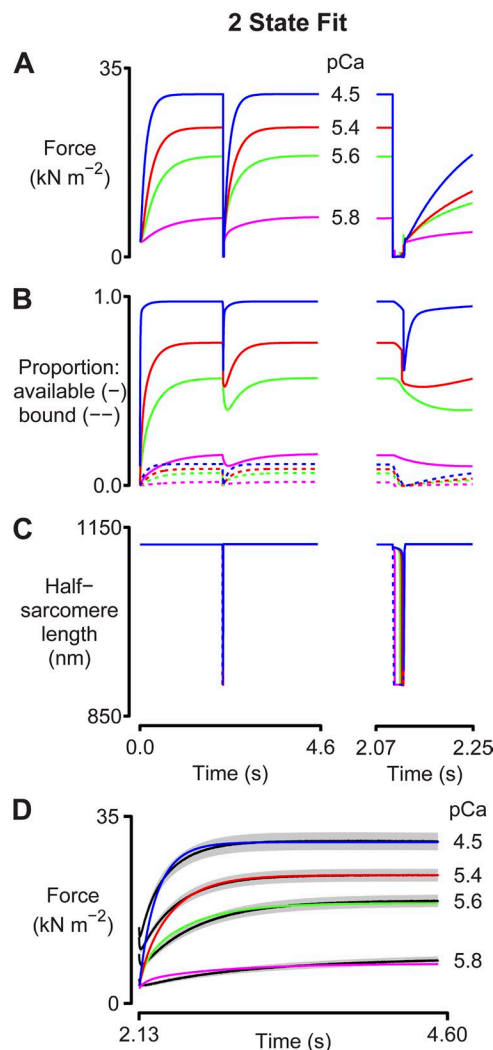 2 State Fit
A
pCa
35
4.5
Force
(kN m⁻²)
5.4
5.6
5.8
0
B
1.0
Proportion:
available (−)
bound (−−)
0.0
C
1150
Half−
sarcomere
length
(nm)
850
0.0 4.6 2.07 2.25
Time (s) Time (s)
D
pCa
35
4.5
5.4
Force
(kN m⁻²)
5.6
5.8
0
2.13 4.60
Time (s)